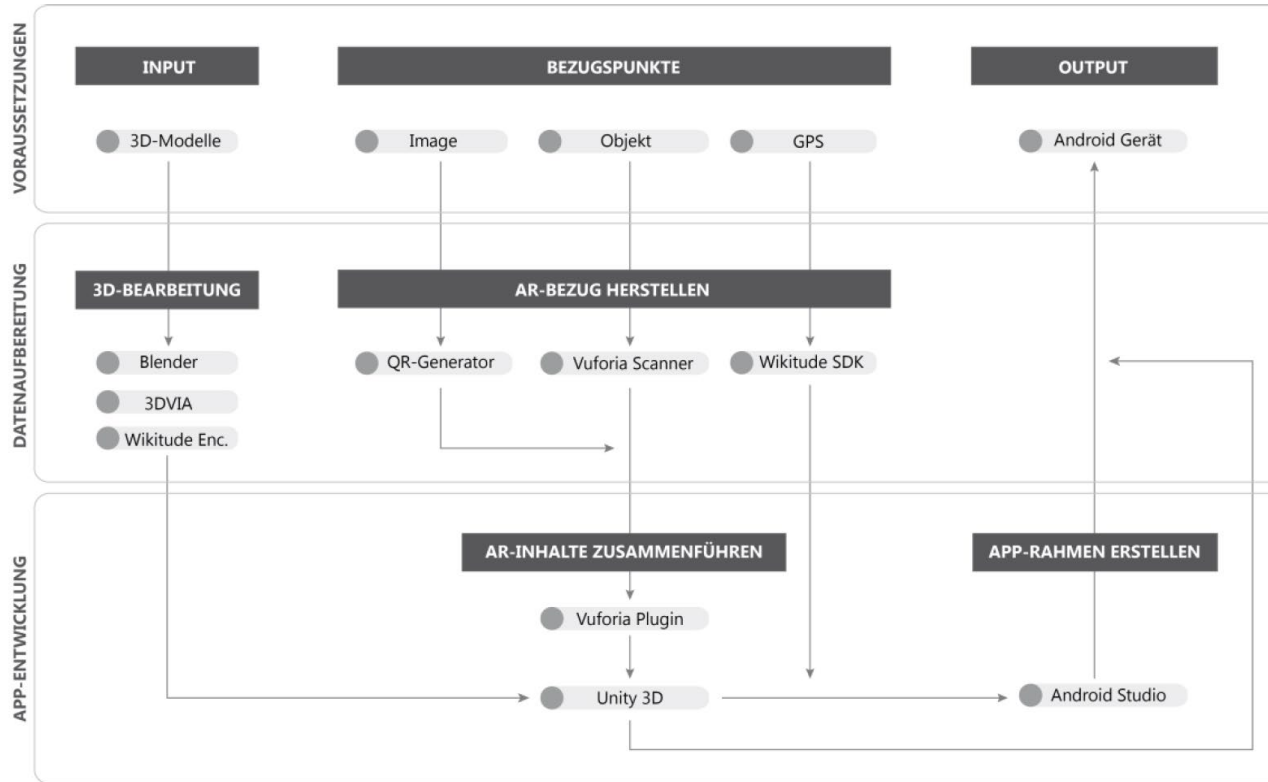 VORAUSSETZUNGEN
INPUT
BEZUGSPUNKTE
OUTPUT
3D-Modelle
Image
Objekt
GPS
Android Gerät
DATENAUFBEREITUNG
3D-BEARBEITUNG
AR-BEZUG HERSTELLEN
Blender
QR-Generator
Vuforia Scanner
Wikitude SDK
3DVIA
Wikitude Enc.
APP-ENTWICKLUNG
AR-INHALTE ZUSAMMENFÜHREN
APP-RAHMEN ERSTELLEN
Vuforia Plugin
Unity 3D
Android Studio